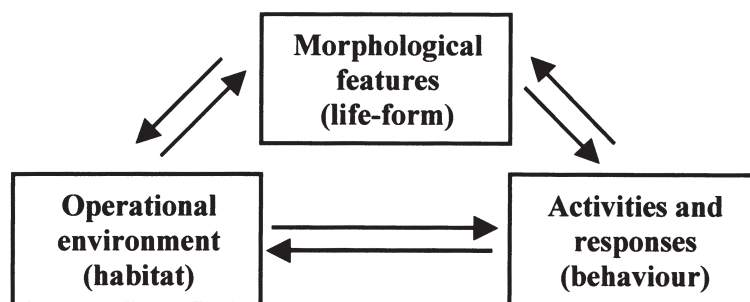 Morphological
features
(life-form)
Operational
environment
(habitat)
Activities and
responses
(behaviour)